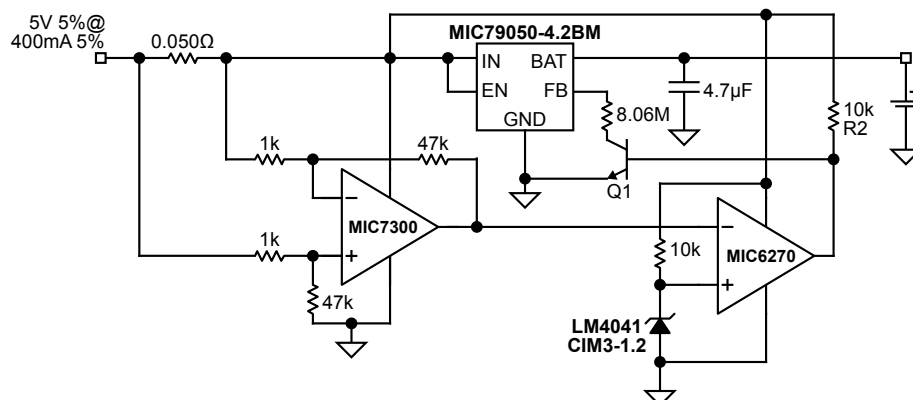 5V 5%@
400mA 5%
0.050Ω
MIC79050-4.2BM
IN
BAT
EN
FB
GND
4.7µF
8.06M
10k
R2
Q1
1k
47k
MIC7300
1k
47k
10k
MIC6270
LM4041
CIM3-1.2